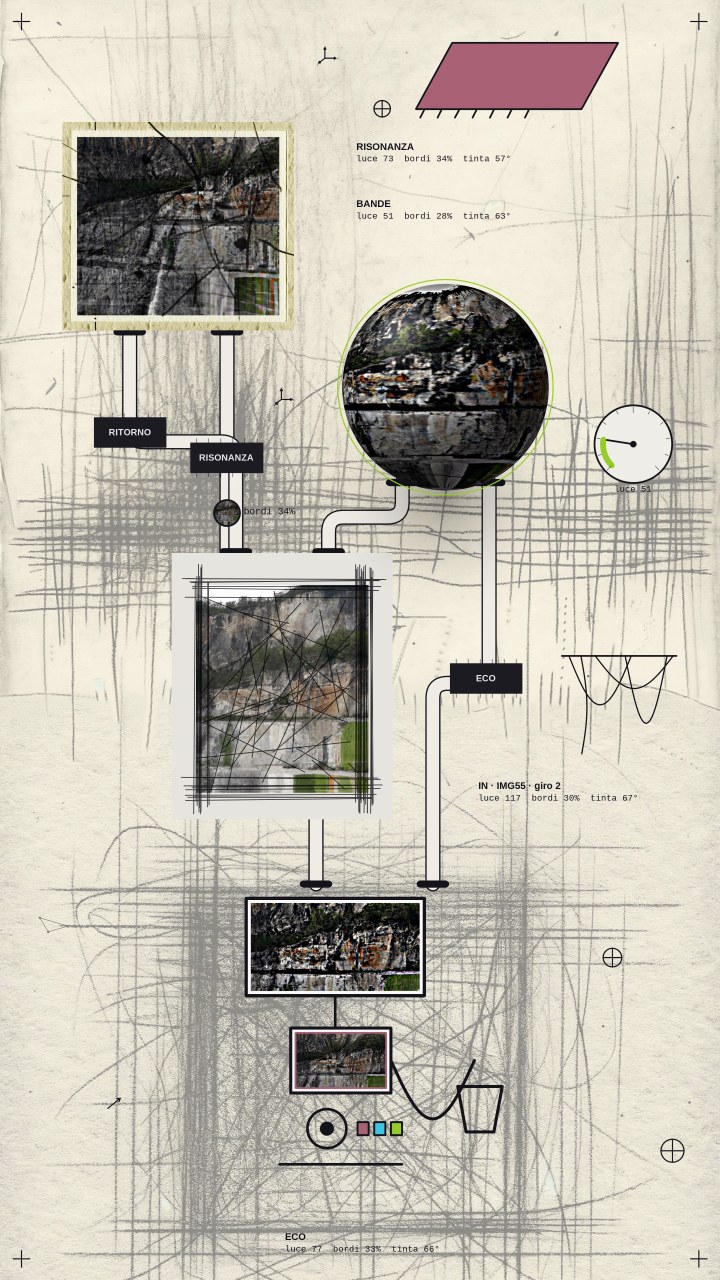 RISONANZA
luce 73 bordi 34% tinta 57°
BANDE
luce 51 bordi 28% tinta 63°
RITORNO
RISONANZA
luce 51
bordi 34%
ECO
IN · IMG55 · giro 2
luce 117 bordi 30% tinta 67°
ECO
luce 77 bordi 33% tinta 66°